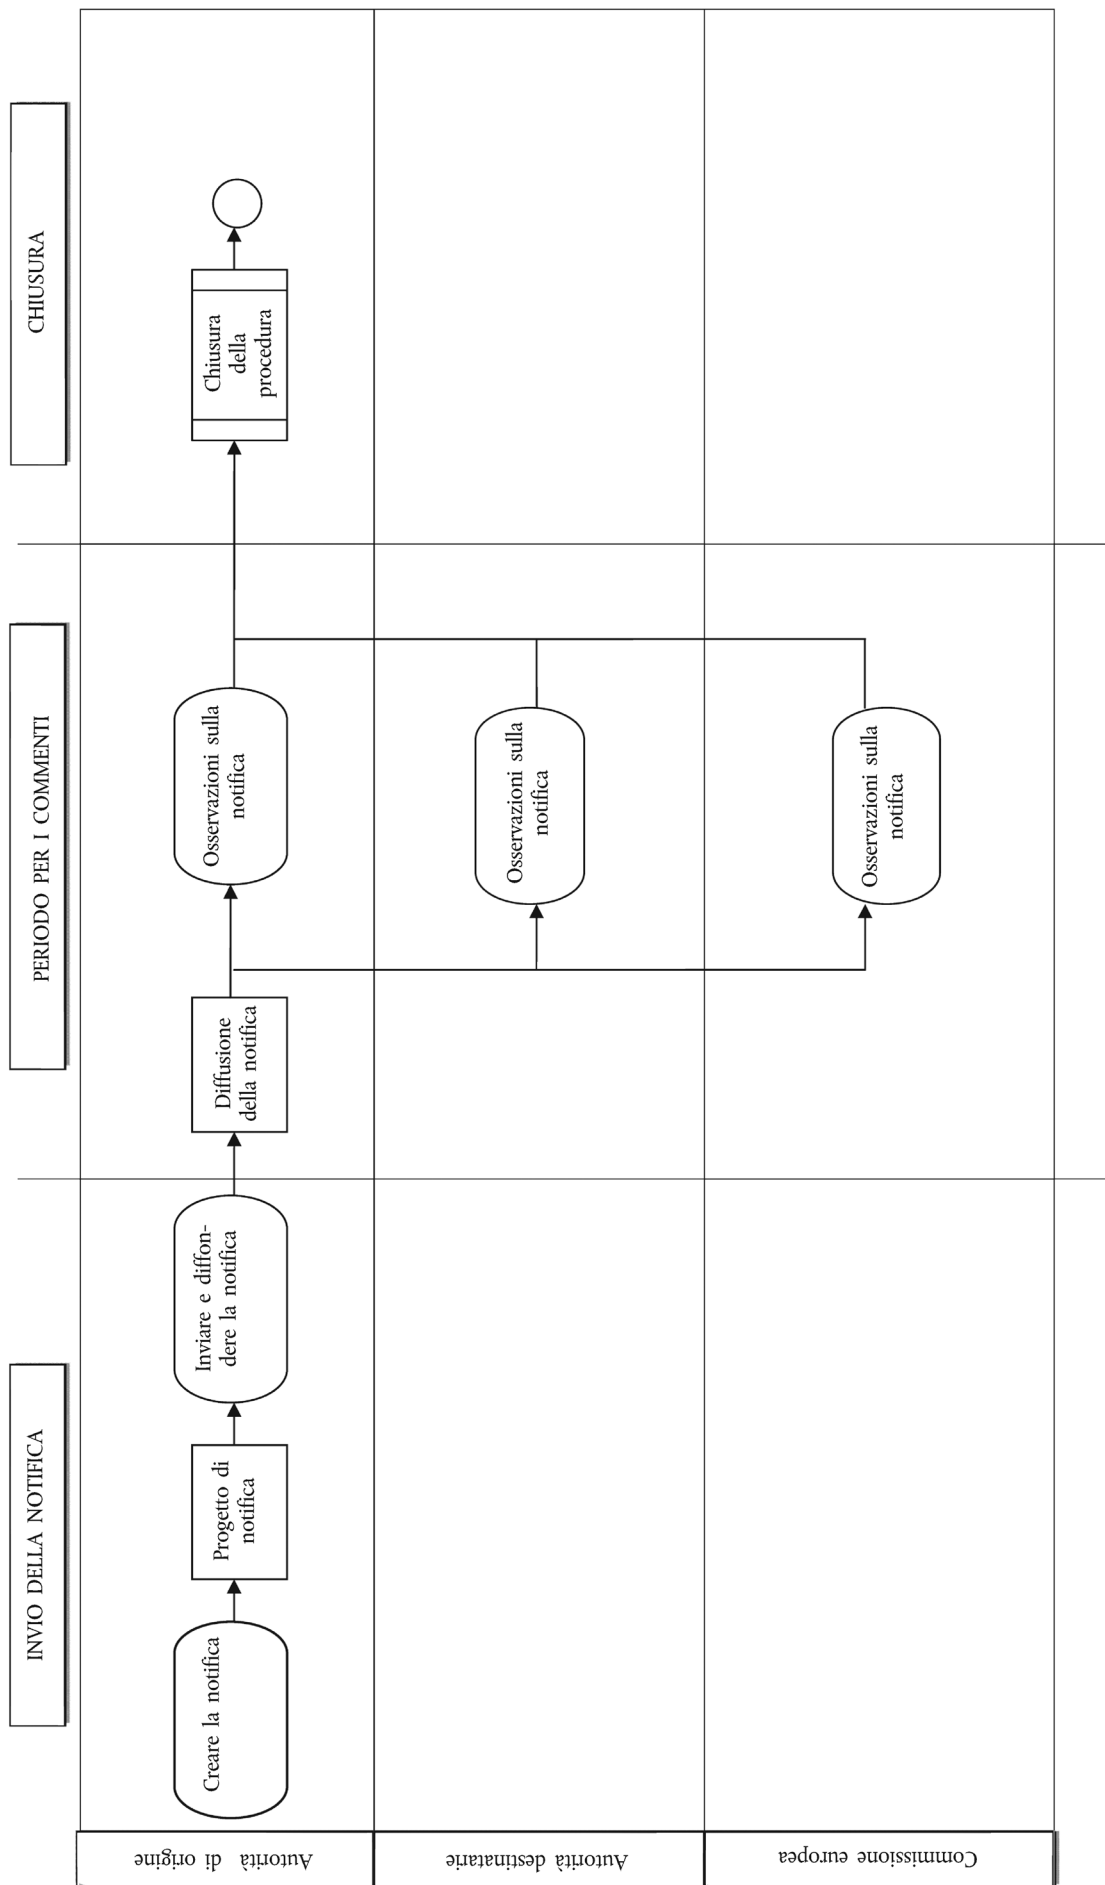 INVIO DELLA NOTIFICA
PERIODO PER I COMMENTI
CHIUSURA
Autorità di origine
Creare la notifica
Progetto di
notifica
Inviare e diffon-
dere la notifica
Diffusione
della notifica
Osservazioni sulla
notifica
Chiusura
della
procedura
Autorità destinatarie
Osservazioni sulla
notifica
Commissione europea
Osservazioni sulla
notifica